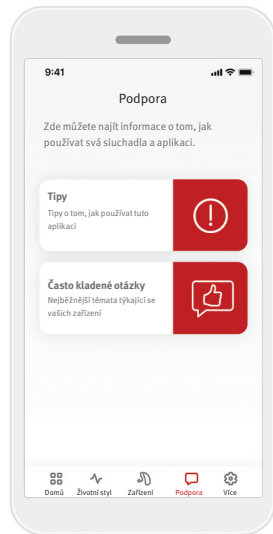 9:41
Podpora
Zde můžete najít informace o tom, jak
používat svá sluchadla a aplikaci.
Tipy
Tipy o tom, jak používat tuto
aplikaci
Často kladené otázky
Nejběžnější témata týkající se
vašich zařízení
Domů Životní styl Zařízení Podpora Více